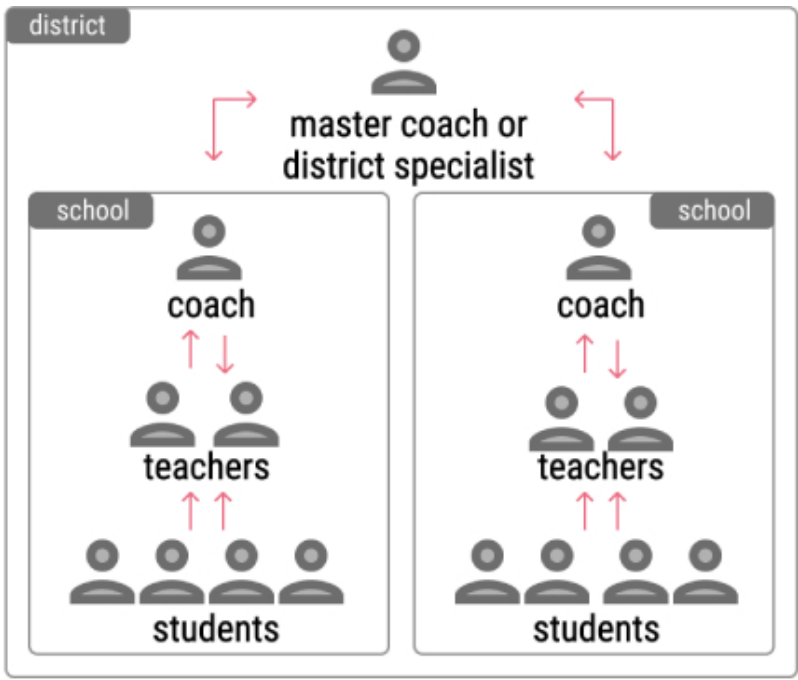 district
master coach or
district specialist
school
school
coach
coach
teachers
teachers
students
students